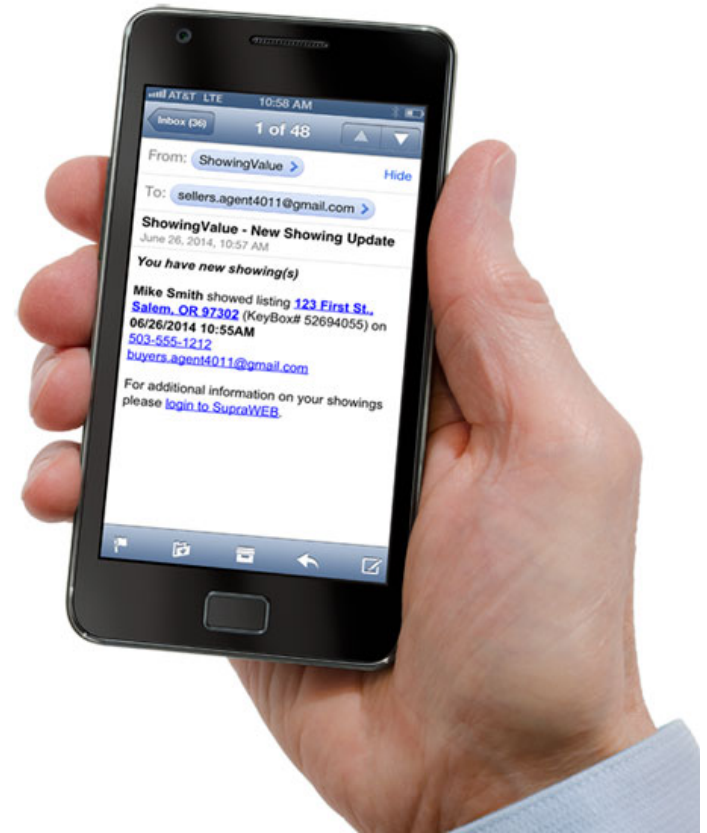 AT&T LTE 10:58 AM
Inbox (36) 1 of 48
From: ShowingValue > Hide
To: sellers.agent4011@gmail.com >
ShowingValue - New Showing Update
June 26, 2014, 10:57 AM
You have new showing(s)
Mike Smith showed listing 123 First St.,
Salem, OR 97302 (KeyBox# 52694055) on
06/26/2014 10:55AM
503-555-1212
buyers.agent4011@gmail.com
For additional information on your showings
please login to SupraWEB.